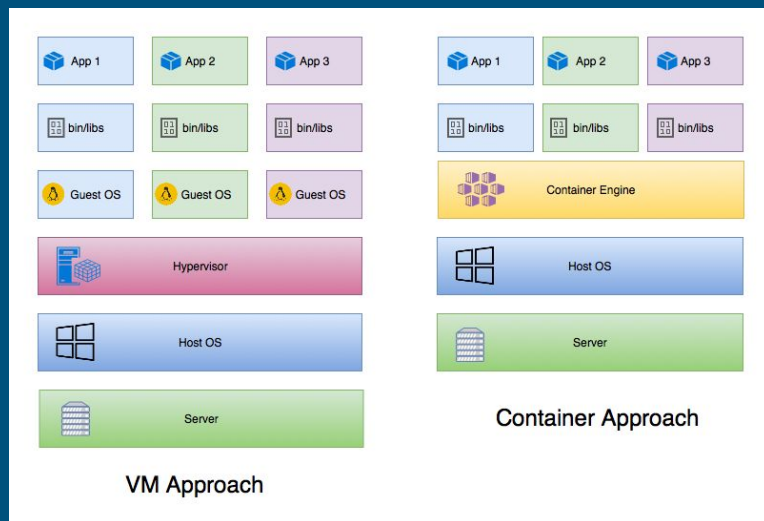 App 1
App 2
App 3
bin/libs
bin/libs
bin/libs
Guest OS
Guest OS
Guest OS
Hypervisor
Host OS
Server
VM Approach
App 1
App 2
App 3
bin/libs
bin/libs
bin/libs
Container Engine
Host OS
Server
Container Approach